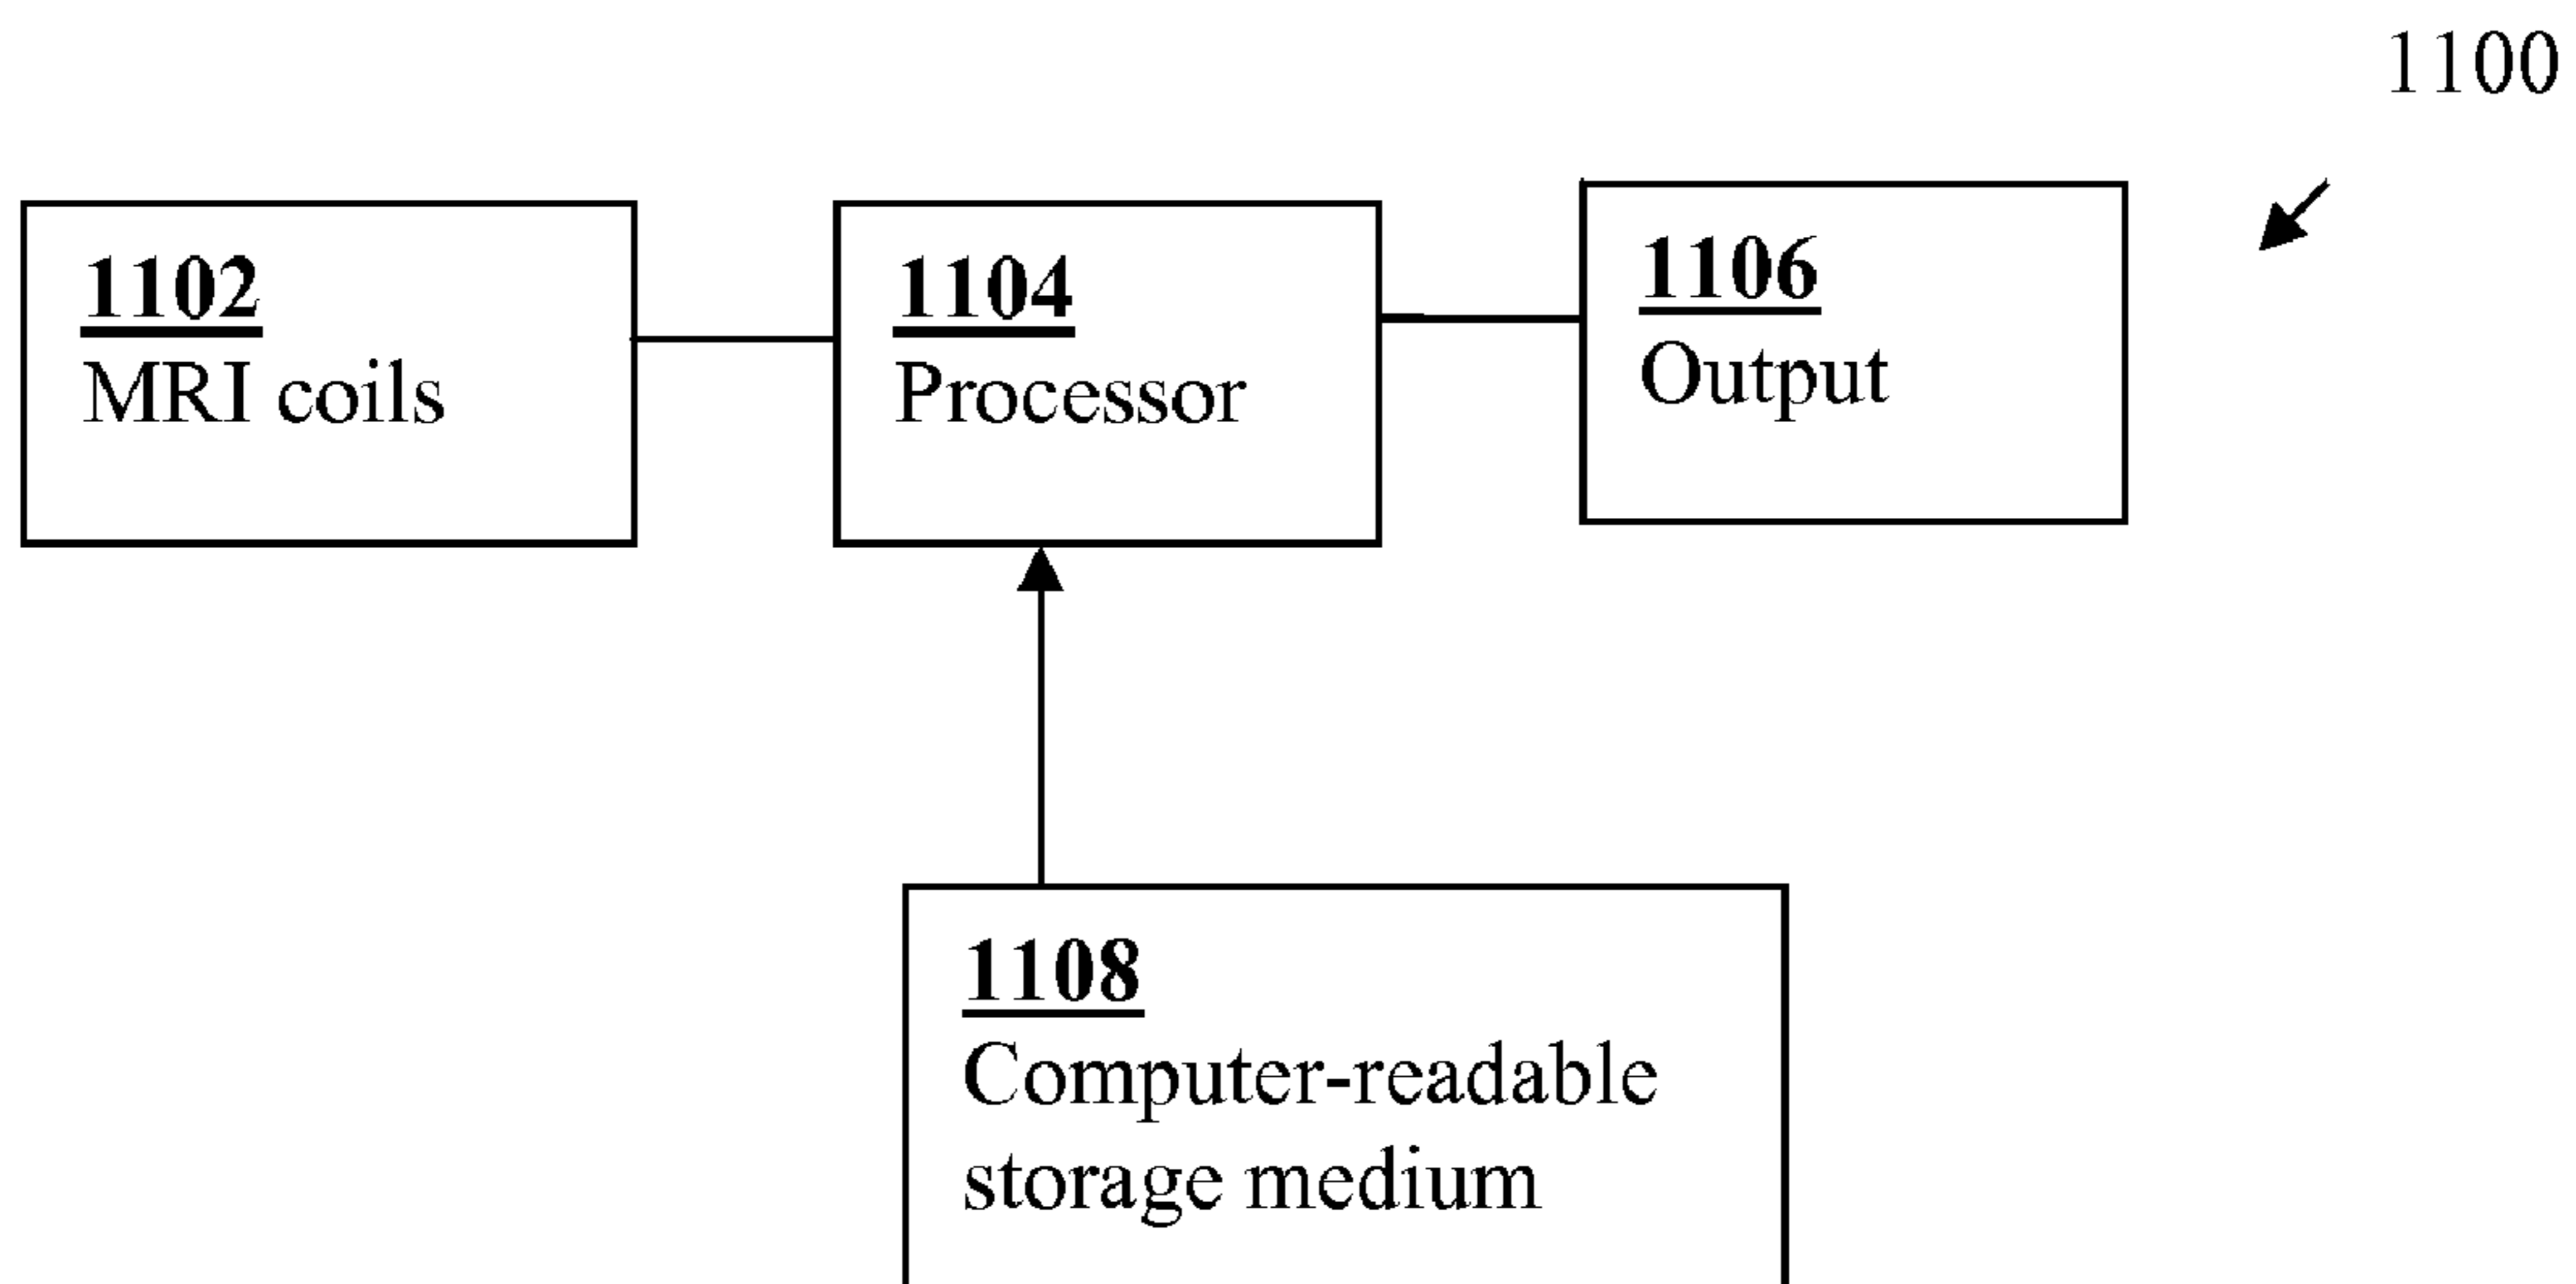 1100
1102
MRI coils
1104
Processor
1106
Output
1108
Computer-readable
storage medium